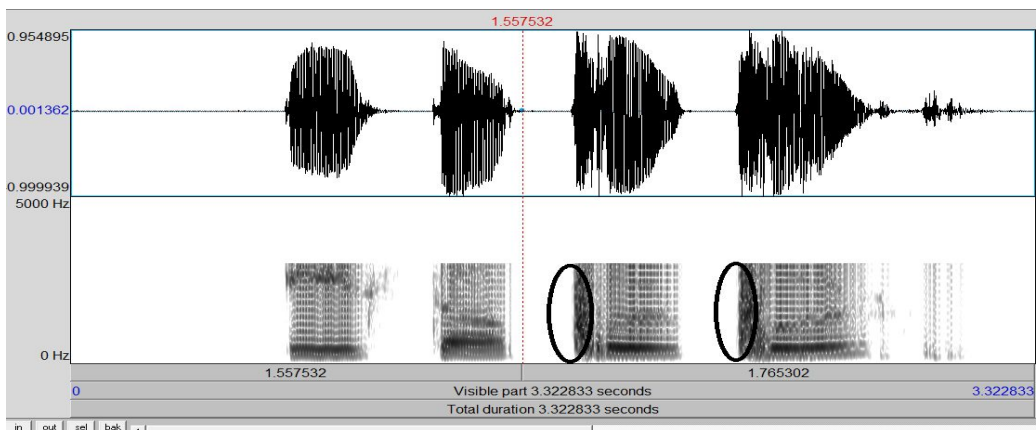 1.557532
0.954895
0.001362
0.999939
5000 Hz
0 Hz
1.557532 1.765302
0 Visible part 3.322833 seconds 3.322833
Total duration 3.322833 seconds
in out sel bak